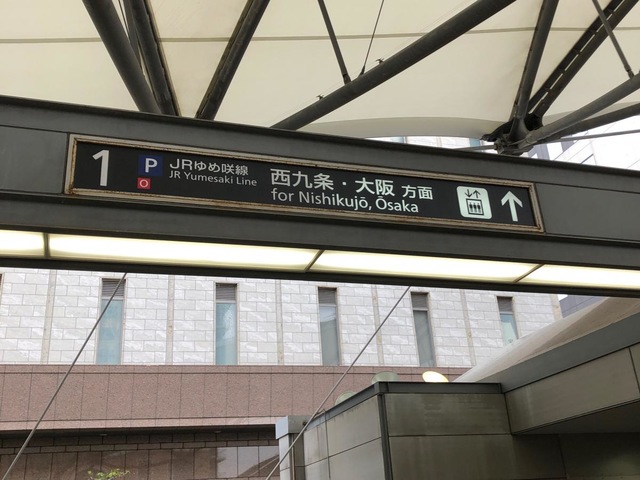 1
P
O
JRゆめ咲線
JR Yumesaki Line
西九条・大阪 方面
for Nishikujō, Ōsaka